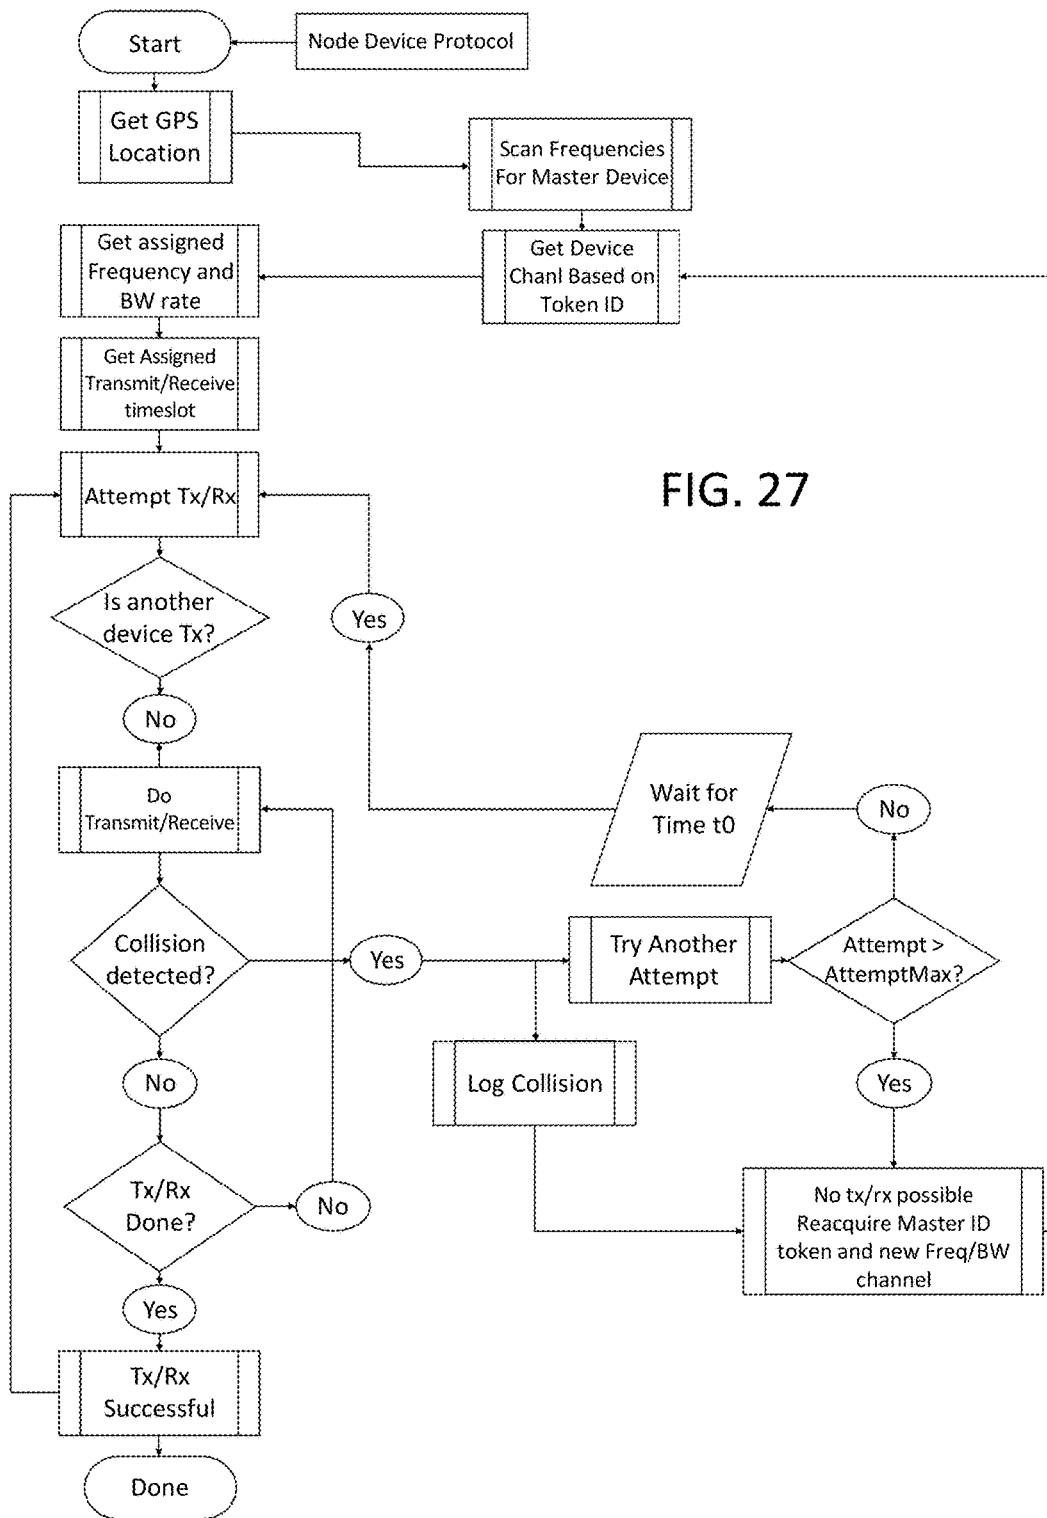 Start
Node Device Protocol
Get GPS
Location
Scan Frequencies
For Master Device
Get assigned
Frequency and
BW rate
Get Device
Chanl Based on
Token ID
Get Assigned
Transmit/Receive
timeslot
Attempt Tx/Rx
FIG. 27
Is another
device Tx?
Yes
No
Do
Transmit/Receive
Wait for
Time t0
No
Collision
detected?
Yes
Try Another
Attempt
Attempt >
AttemptMax?
No
Log Collision
Yes
Tx/Rx
Done?
No
No tx/rx possible
Reacquire Master ID
token and new Freq/BW
channel
Yes
Tx/Rx
Successful
Done